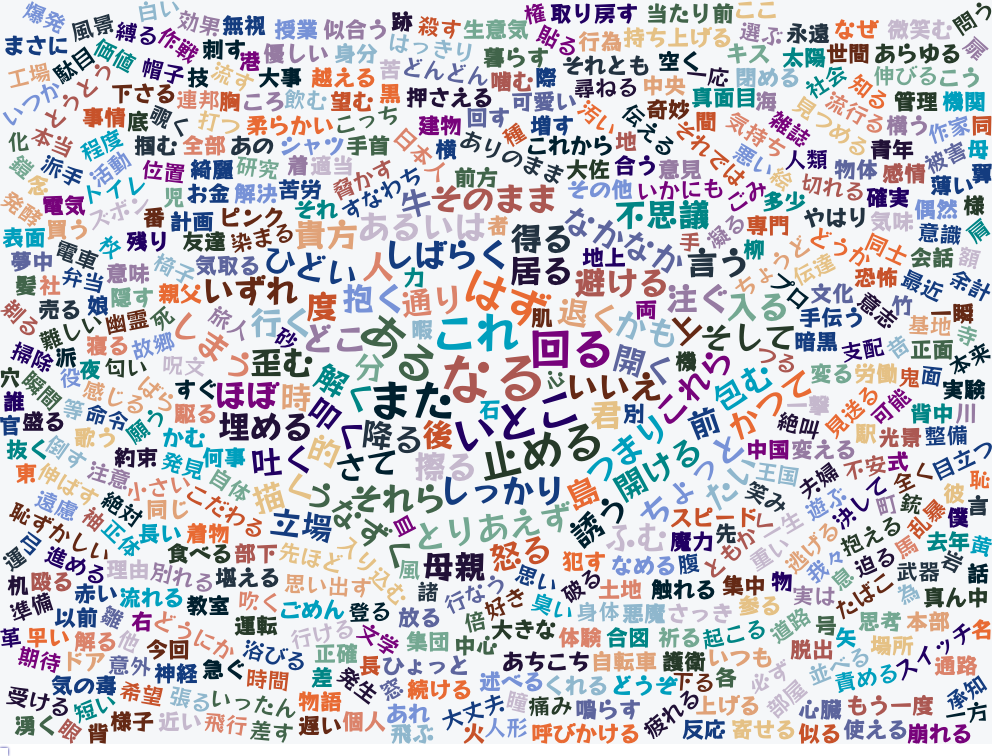 爆発 風景 白い 効果 無視 授業 似合う 跡 殺す 生意気 権 取り戻す 当たり前 ここ 永遠 なぜ 微笑む 問う
まさに 縛る 作戦 刺す 港 優しい 身分 はっきり 暮らす 貼る 行為 持ち上げる 選ぶ キス 太陽 世間 あらゆる 扉
工場 駄目 価値 帽子 技 流す 大事 越える 苦 どんどん 噛む 際 それとも 空く 尋ねる 一応 中央 閉める 社会 知る 伸びる こう
いつか とうとう 下さる 連邦 胸 ころ 飲む 望む 黒 押さえる 可愛い 汚い 奇妙 真面目 海 見つめる 流行る 管理 機関
化 本当 事情 底 覗く 打つ 柔らかい こっち 建物 回す 種 増す 伝える それでは 間 気持ち 雑誌 構う 作家 同
鎧 念 派手 程度 活動 掴む 全部 あの シャツ 手首 日本人 横 ありのまま これから 地 悪い 人類 青年 被害 母
位置 綺麗 研究 着 適当 脅かす すなわち 前方 大佐 合う 意見 絵 物体 感情 薄い 翼
発酵 電気 トイレ 児 お金 解決 苦労 牛 そのまま その他 いかにも ごみ 切れる 確実 偶然 様
買う ズボン 番 計画 ピンク それ 貴方 あるいは 者 得る なかなか 不思議 手 擬る 多少 専門 やはり 気味 意識 肩
表面 電車 本 残り 友達 染まる ひどい 人 しばらく 居る 地上 言う 柳 ちょうど どうか 同士 会話 額
夢中 弁当 意味 椅子 気取る 力 避ける プロ 伝達 恐怖 最近 余計
髪 社 売る 娘 隠す 親父 いずれ 度 抱く 通り はず 肌 退く 両 注ぐ 入る 文化 意志 竹 一瞬
剃る 難しい 幽霊 死 しまう 旅人 行く 砂 どこ ある 暇 これ 回る かも 上 そして 手伝う 暗黒 支配 基地 寺
掃除 派 夜 寝る 故郷 匂い 呪文 歪む 分 なる 芯 開く 機 これら つる 変る 労働 苔 正面 本来
穴 瞬間 役 感じる ばら すぐ ほぼ 時 解く また 石 いいえ 包む かつて 一撃 見送る 可能 鬼 面 実験
誰 官 盛る 等 命令 願う 駆る 埋める 叩く 降る 後 いとこ 君 別 前 絶叫 背中 川
抜く 倒す 歌う かむ 約束 発見 何事 吐く 的 さて 擦る 止める つまり 開ける ちょっと 中国 変える 駅 光景 整備
東 伸ばす 注意 小さい こだわる 自体 描く うなずく それら しっかり 島 だい 王国 笑み 夫婦 不安 式 全く 目立つ 恥
恥ずかしい 遠慮 袖 絶対 正体 同じ 長い 着物 立場 皿 とりあえず 誘う スピード 先 ともかく 一生 遊ぶ 決して 町 銃 乱暴 彼 僕 言
運 弓 進める 理由 別れる 食べる 部下 先ほど 入り込む 風 母親 怒る 犯す ふむ 魔力 重い 逃げる 抱える 馬 去年 黄
机 殴る 赤い 流れる 堪える 思い出す 諸 行なう 思い 破る なめる 腹 土地 触れる 集中 物 我々 息 迫る 武器 岩 話
準備 以前 雛 教室 吹く ごめん 登る 放る 倍 好き 臭い 身体 悪魔 さっき 参る 実は たばこ 為 真ん中
革 早い 解る 他 右 どうにか 運転 行ける 文学 集団 中心 大きな 体験 合図 祈る 起こる 道路 号 矢 思考 本部
期待 ドア 意外 今回 神経 急ぐ 浴びる 時間 正確 差 長 ひょっと あちこち 自転車 護衛 いつも 脱出 場所 スイッチ 名
受ける 気の毒 短い 希望 張る いったん 物語 発生 窓 続ける 述べる くれる どうぞ 下る 各 必ず 部屋 並べる 責める 通路 承知
湧く 眼 背 様子 近い 飛行 差す 遅い 個人 あれ 飛ぶ 大丈夫 火 瞳 人形 痛み 鳴らす 呼びかける 疲れる 上げる 反応 寄せる 心臓 似る もう一度 使える 崩れる 一方